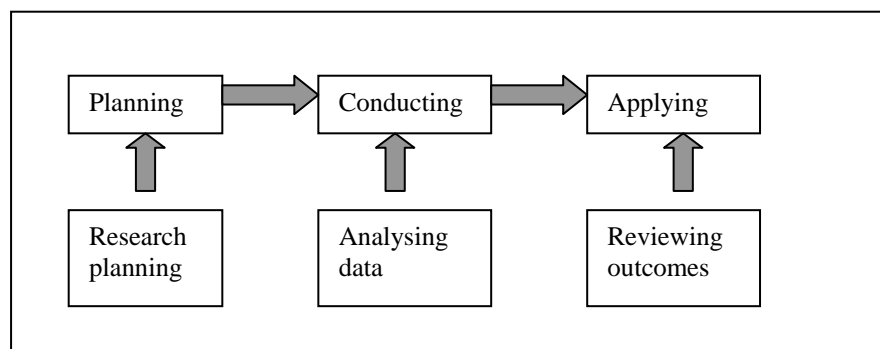 Planning
Conducting
Applying
Research
planning
Analysing
data
Reviewing
outcomes